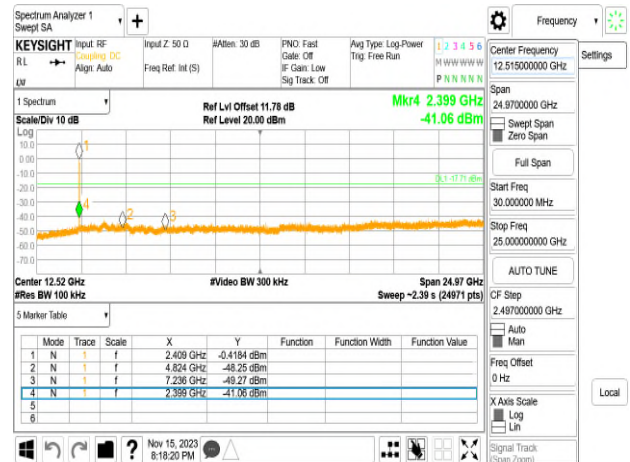 Spectrum Analyzer 1
Swept SA
Frequency
KEYSIGHT
RL
Input: RF
Coupling: DC
Align: Auto
Input Z: 50 Ω
Freq Ref: Int (S)
#Atten: 30 dB
PNO: Fast
Gate: Off
IF Gain: Low
Sig Track: Off
Avg Type: Log-Power
Trig: Free Run
1 2 3 4 5 6
M W W W W W
P N N N N N
1 Spectrum
Scale/Div 10 dB
Ref Lvl Offset 11.78 dB
Ref Level 20.00 dBm
Mkr4 2.399 GHz
-41.06 dBm
Log
10.0
0.00
-10.0
-20.0
-30.0
-40.0
-50.0
-60.0
-70.0
1
2
3
4
DL1 -17.71 dBm
Center 12.52 GHz
#Res BW 100 kHz
#Video BW 300 kHz
Span 24.97 GHz
Sweep ~2.39 s (24971 pts)
5 Marker Table
Mode Trace Scale X Y Function Function Width Function Value
1 N 1 f 2.409 GHz -0.4184 dBm
2 N 1 f 4.824 GHz -48.25 dBm
3 N 1 f 7.236 GHz -49.27 dBm
4 N 1 f 2.399 GHz -41.06 dBm
5
6
Nov 15, 2023
8:18:20 PM
Center Frequency
12.515000000 GHz
Settings
Span
24.9700000 GHz
Swept Span
Zero Span
Full Span
Start Freq
30.000000 MHz
Stop Freq
25.000000000 GHz
AUTO TUNE
CF Step
2.497000000 GHz
Auto
Man
Freq Offset
0 Hz
X Axis Scale
Log
Lin
Local
Signal Track
(Span Zoom)